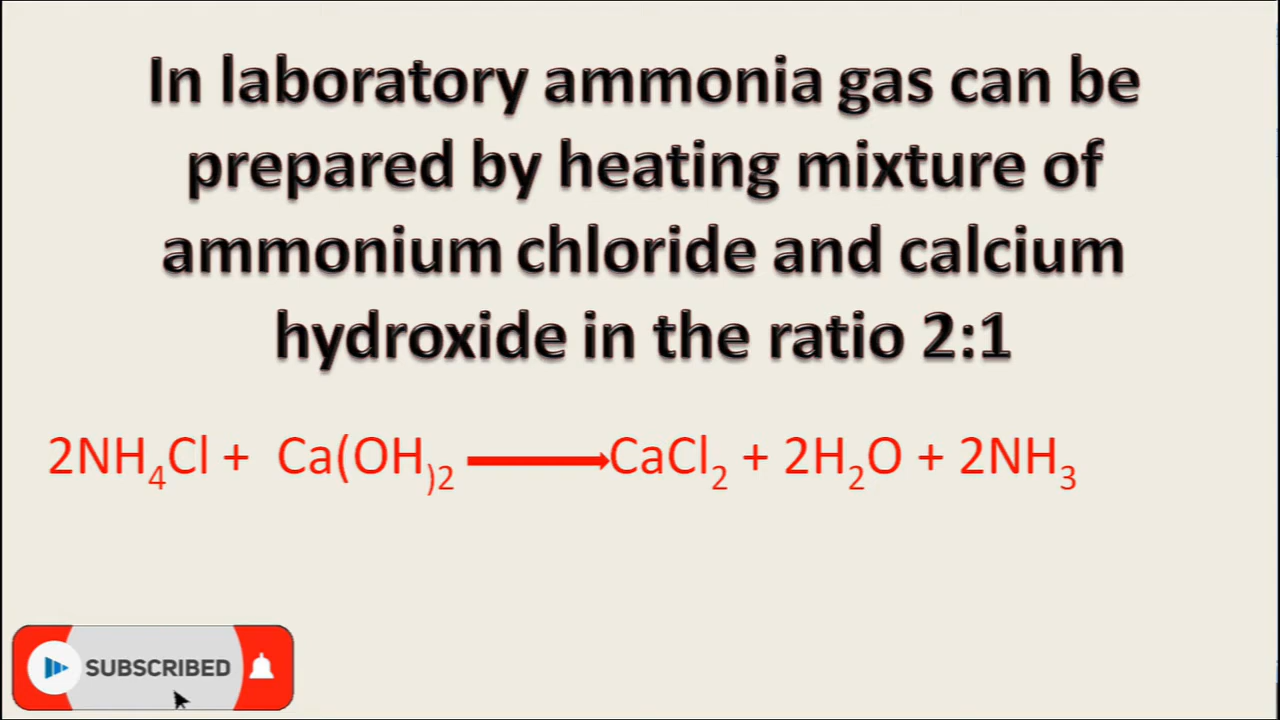 In laboratory ammonia gas can be
prepared by heating mixture of
ammonium chloride and calcium
hydroxide in the ratio 2:1
2NH₄Cl + Ca(OH)₂ ⟶ CaCl₂ + 2H₂O + 2NH₃
SUBSCRIBED